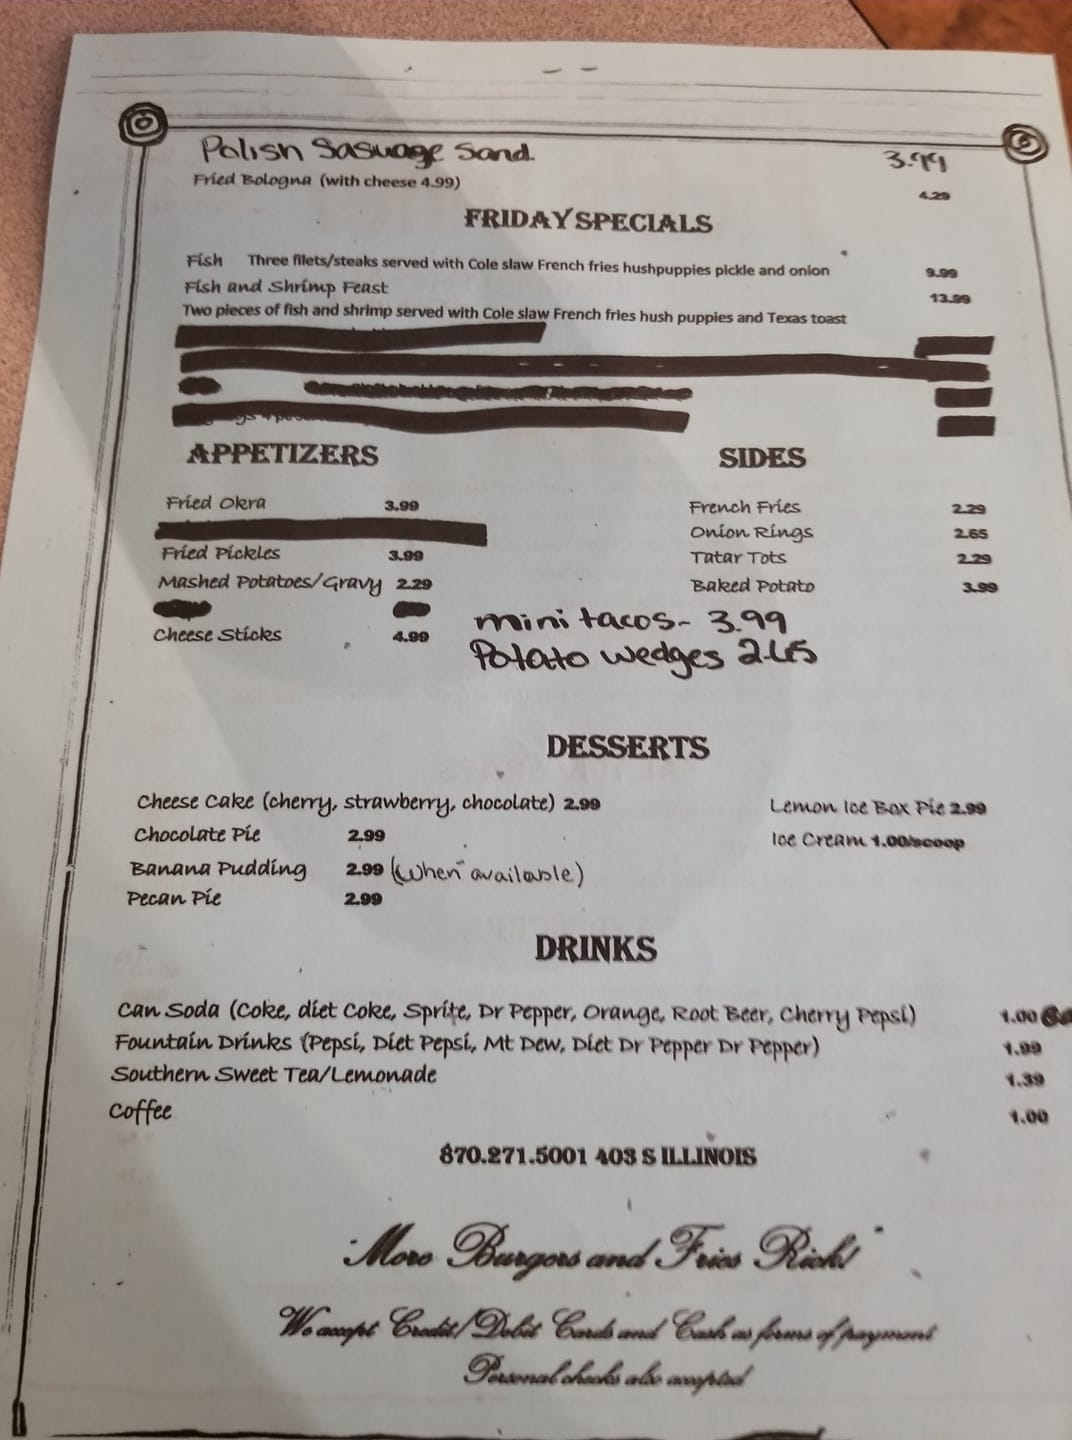 Polish Sasuage Sand. 3.99
Fried Bologna (with cheese 4.99) 4.29
FRIDAY SPECIALS
Fish Three filets/steaks served with Cole slaw French fries hushpuppies pickle and onion 9.99
Fish and Shrimp Feast 13.99
Two pieces of fish and shrimp served with Cole slaw French fries hush puppies and Texas toast
APPETIZERS
Fried Okra 3.99
Fried Pickles 3.99
Mashed Potatoes/Gravy 2.29
Cheese Sticks 4.99
SIDES
French Fries 2.29
Onion Rings 2.65
Tatar Tots 2.29
Baked Potato 3.99
mini tacos- 3.99
Potato wedges 2.65
DESSERTS
Cheese Cake (cherry, strawberry, chocolate) 2.99
Chocolate Pie 2.99
Banana Pudding 2.99 (when available)
Pecan Pie 2.99
Lemon Ice Box Pie 2.99
Ice Cream 1.00/scoop
DRINKS
Can Soda (Coke, diet Coke, Sprite, Dr Pepper, Orange, Root Beer, Cherry Pepsi) 1.00
Fountain Drinks (Pepsi, Diet Pepsi, Mt Dew, Diet Dr Pepper Dr Pepper) 1.99
Southern Sweet Tea/Lemonade 1.39
Coffee 1.00
870.271.5001 403 S ILLINOIS
"More Burgers and Fries Rick!"
We accept Credit/Debit Cards and Cash as forms of payment
Personal checks also accepted